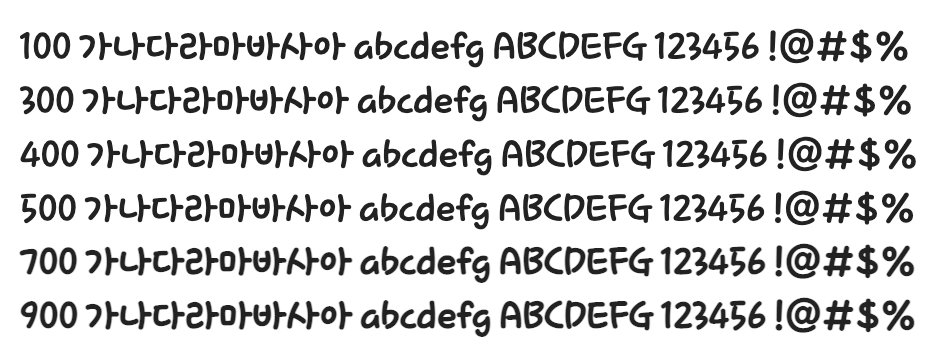 100 가나다라마바사아 abcdefg ABCDEFG 123456 !@#$%
300 가나다라마바사아 abcdefg ABCDEFG 123456 !@#$%
400 가나다라마바사아 abcdefg ABCDEFG 123456 !@#$%
500 가나다라마바사아 abcdefg ABCDEFG 123456 !@#$%
700 가나다라마바사아 abcdefg ABCDEFG 123456 !@#$%
900 가나다라마바사아 abcdefg ABCDEFG 123456 !@#$%